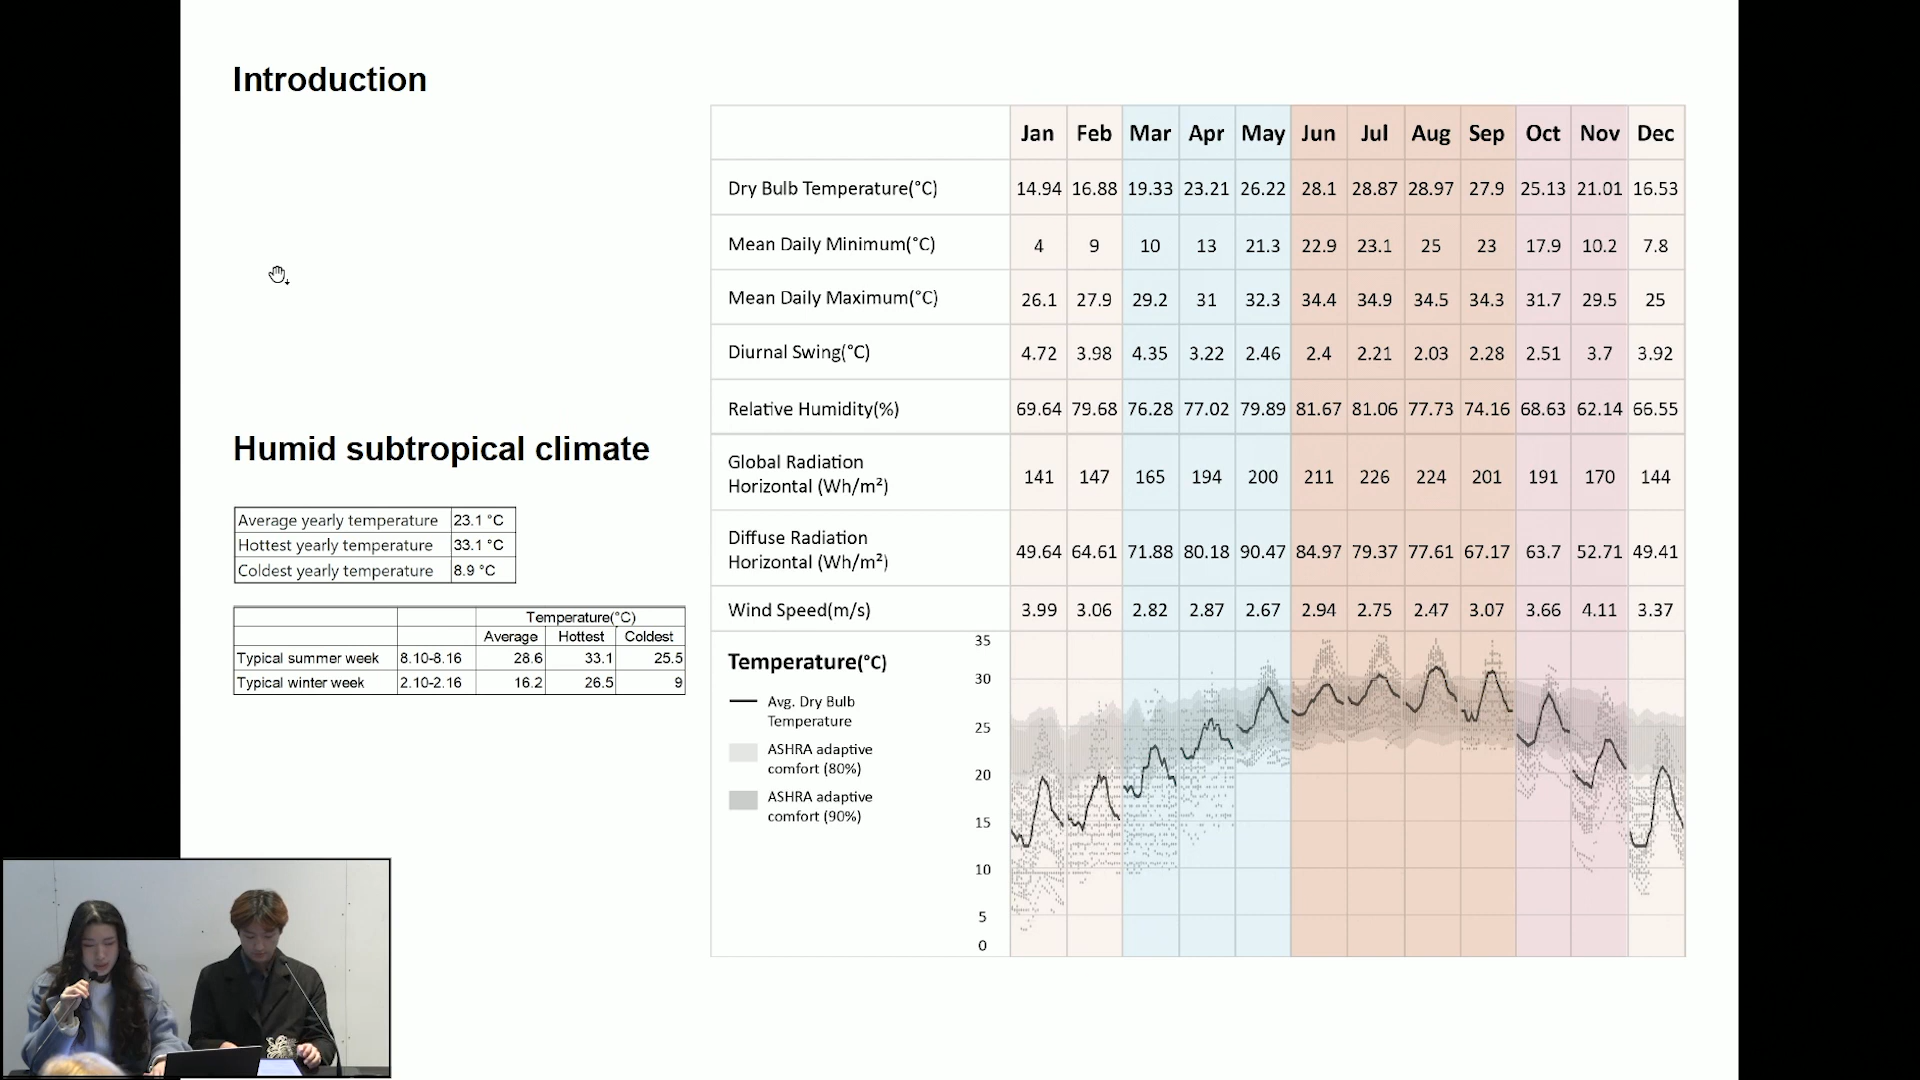 Introduction
Humid subtropical climate
Average yearly temperature 23.1 °C
Hottest yearly temperature 33.1 °C
Coldest yearly temperature 8.9 °C
Temperature(°C)
Average Hottest Coldest
Typical summer week 8.10-8.16 28.6 33.1 25.5
Typical winter week 2.10-2.16 16.2 26.5 9
Jan Feb Mar Apr May Jun Jul Aug Sep Oct Nov Dec
Dry Bulb Temperature(°C) 14.94 16.88 19.33 23.21 26.22 28.1 28.87 28.97 27.9 25.13 21.01 16.53
Mean Daily Minimum(°C) 4 9 10 13 21.3 22.9 23.1 25 23 17.9 10.2 7.8
Mean Daily Maximum(°C) 26.1 27.9 29.2 31 32.3 34.4 34.9 34.5 34.3 31.7 29.5 25
Diurnal Swing(°C) 4.72 3.98 4.35 3.22 2.46 2.4 2.21 2.03 2.28 2.51 3.7 3.92
Relative Humidity(%) 69.64 79.68 76.28 77.02 79.89 81.67 81.06 77.73 74.16 68.63 62.14 66.55
Global Radiation
Horizontal (Wh/m²) 141 147 165 194 200 211 226 224 201 191 170 144
Diffuse Radiation
Horizontal (Wh/m²) 49.64 64.61 71.88 80.18 90.47 84.97 79.37 77.61 67.17 63.7 52.71 49.41
Wind Speed(m/s) 3.99 3.06 2.82 2.87 2.67 2.94 2.75 2.47 3.07 3.66 4.11 3.37
Temperature(°C)
Avg. Dry Bulb
Temperature
ASHRA adaptive
comfort (80%)
ASHRA adaptive
comfort (90%)
35
30
25
20
15
10
5
0